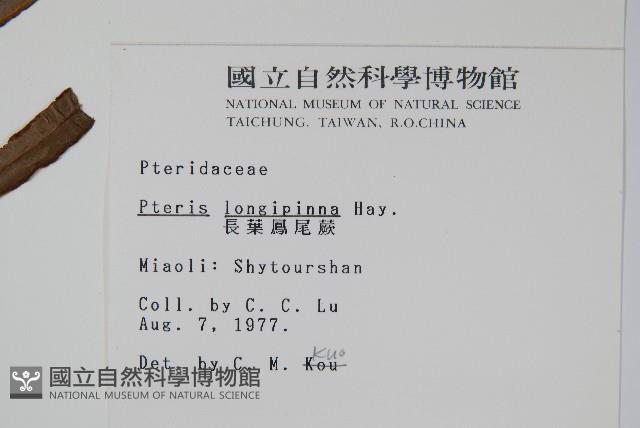 國立自然科學博物館
NATIONAL MUSEUM OF NATURAL SCIENCE
TAICHUNG, TAIWAN, R.O.CHINA
Pteridaceae
Pteris longipinna Hay.
長葉鳳尾蕨
Miaoli: Shytourshan
Coll. by C. C. Lu
Aug. 7, 1977.
Kuo
Det. by C. M. Kou
國立自然科學博物館
NATIONAL MUSEUM OF NATURAL SCIENCE